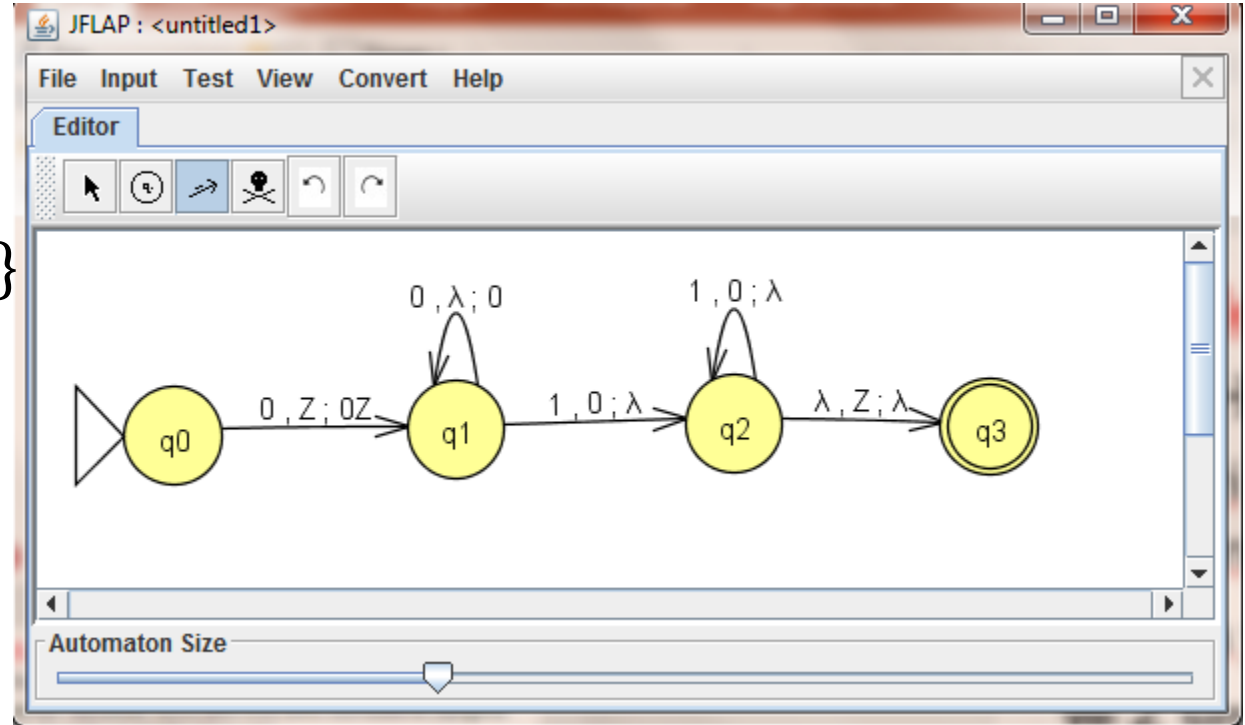 JFLAP : <untitled1>
File Input Test View Convert Help
Editor
}
0 , λ ; 0
1 , 0 ; λ
0 , Z ; 0Z
1 , 0 ; λ
λ , Z ; λ
q0
q1
q2
q3
Automaton Size